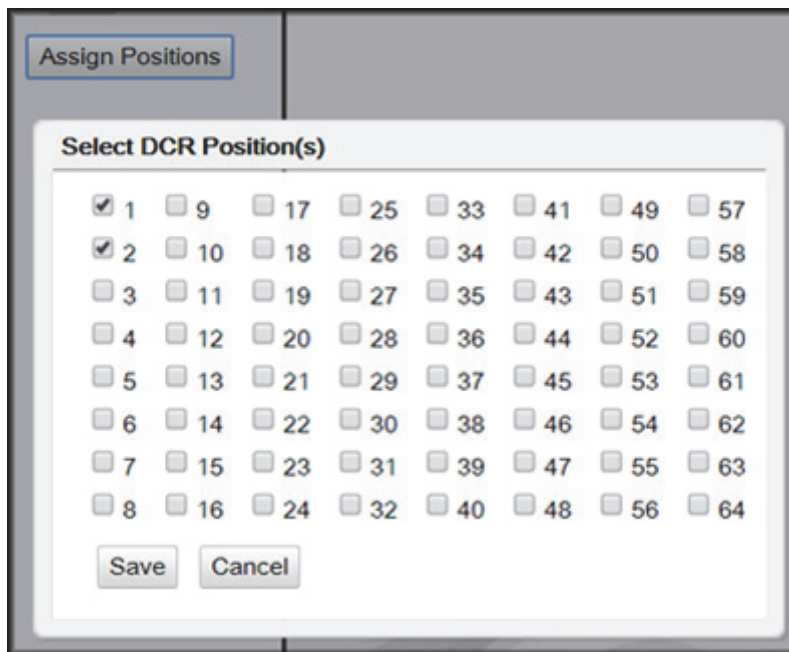 Assign Positions
Select DCR Position(s)
1 9 17 25 33 41 49 57
2 10 18 26 34 42 50 58
3 11 19 27 35 43 51 59
4 12 20 28 36 44 52 60
5 13 21 29 37 45 53 61
6 14 22 30 38 46 54 62
7 15 23 31 39 47 55 63
8 16 24 32 40 48 56 64
Save Cancel